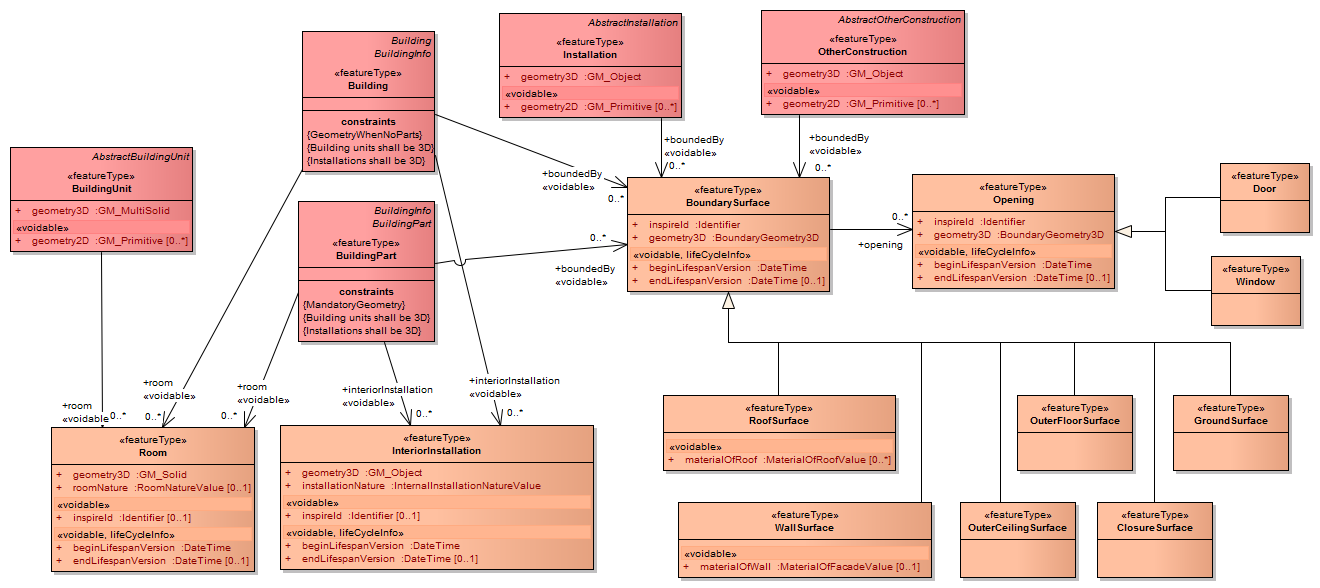 Building
BuildingInfo
«featureType»
Building
constraints
{GeometryWhenNoParts}
{Building units shall be 3D}
{Installations shall be 3D}
AbstractInstallation
«featureType»
Installation
+ geometry3D :GM_Object
«voidable»
+ geometry2D :GM_Primitive [0..*]
AbstractOtherConstruction
«featureType»
OtherConstruction
+ geometry3D :GM_Object
«voidable»
+ geometry2D :GM_Primitive [0..*]
AbstractBuildingUnit
«featureType»
BuildingUnit
+ geometry3D :GM_MultiSolid
«voidable»
+ geometry2D :GM_Primitive [0..*]
BuildingInfo
BuildingPart
«featureType»
BuildingPart
constraints
{MandatoryGeometry}
{Building units shall be 3D}
{Installations shall be 3D}
+boundedBy
«voidable»
0..*
+boundedBy
«voidable»
0..*
+boundedBy
«voidable»
0..*
0..*
+boundedBy
«voidable»
«featureType»
BoundarySurface
+ inspireId :Identifier
+ geometry3D :BoundaryGeometry3D
«voidable, lifeCycleInfo»
+ beginLifespanVersion :DateTime
+ endLifespanVersion :DateTime [0..1]
0..*
+opening
«featureType»
Opening
+ inspireId :Identifier
+ geometry3D :BoundaryGeometry3D
«voidable, lifeCycleInfo»
+ beginLifespanVersion :DateTime
+ endLifespanVersion :DateTime [0..1]
«featureType»
Door
«featureType»
Window
+room
«voidable
0..*
+room
«voidable»
0..*
+room
«voidable»
0..*
+interiorInstallation
«voidable»
0..*
+interiorInstallation
«voidable»
0..*
«featureType»
Room
+ geometry3D :GM_Solid
+ roomNature :RoomNatureValue [0..1]
«voidable»
+ inspireId :Identifier [0..1]
«voidable, lifeCycleInfo»
+ beginLifespanVersion :DateTime
+ endLifespanVersion :DateTime [0..1]
«featureType»
InteriorInstallation
+ geometry3D :GM_Object
+ installationNature :InternalInstallationNatureValue
«voidable»
+ inspireId :Identifier [0..1]
«voidable, lifeCycleInfo»
+ beginLifespanVersion :DateTime
+ endLifespanVersion :DateTime [0..1]
«featureType»
RoofSurface
«voidable»
+ materialOfRoof :MaterialOfRoofValue [0..*]
«featureType»
OuterFloorSurface
«featureType»
GroundSurface
«featureType»
WallSurface
«voidable»
+ materialOfWall :MaterialOfFacadeValue [0..1]
«featureType»
OuterCeilingSurface
«featureType»
ClosureSurface